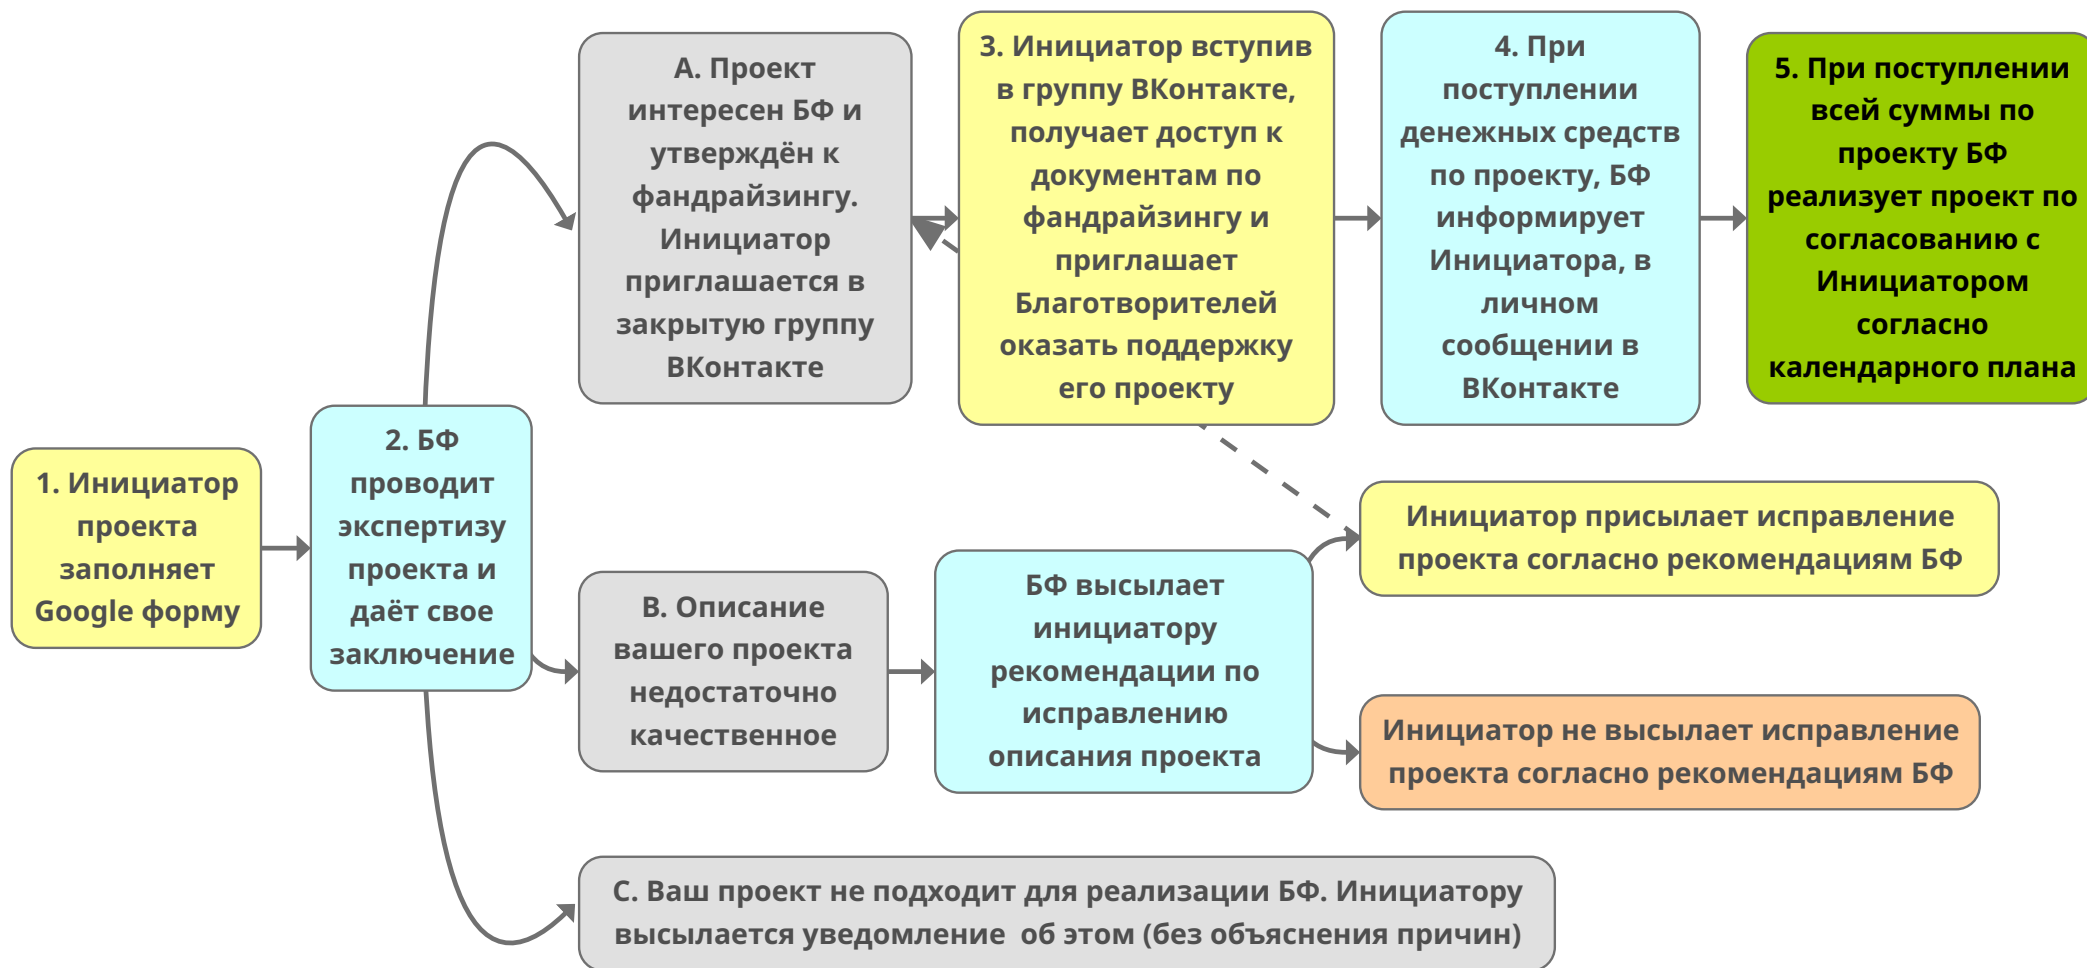 1. Инициатор
проекта
заполняет
Google форму
2. БФ
проводит
экспертизу
проекта и
даёт свое
заключение
А. Проект
интересен БФ и
утверждён к
фандрайзингу.
Инициатор
приглашается в
закрытую группу
ВКонтакте
3. Инициатор вступив
в группу ВКонтакте,
получает доступ к
документам по
фандрайзингу и
приглашает
Благотворителей
оказать поддержку
его проекту
4. При
поступлении
денежных средств
по проекту, БФ
информирует
Инициатора, в
личном
сообщении в
ВКонтакте
5. При поступлении
всей суммы по
проекту БФ
реализует проект по
согласованию с
Инициатором
согласно
календарного плана
В. Описание
вашего проекта
недостаточно
качественное
БФ высылает
инициатору
рекомендации по
исправлению
описания проекта
Инициатор присылает исправление
проекта согласно рекомендациям БФ
Инициатор не высылает исправление
проекта согласно рекомендациям БФ
С. Ваш проект не подходит для реализации БФ. Инициатору
высылается уведомление  об этом (без объяснения причин)